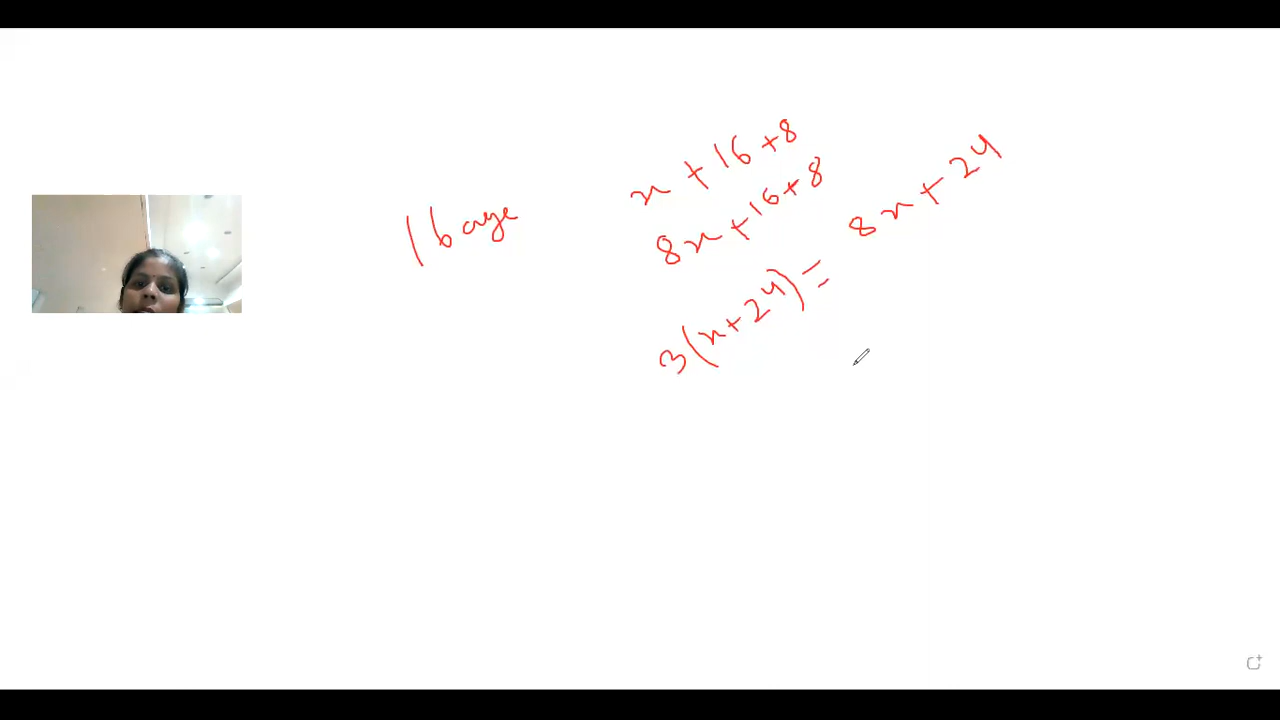 16 age
x + 16 + 8
8x + 16 + 8
8x + 24
3(x + 24) =